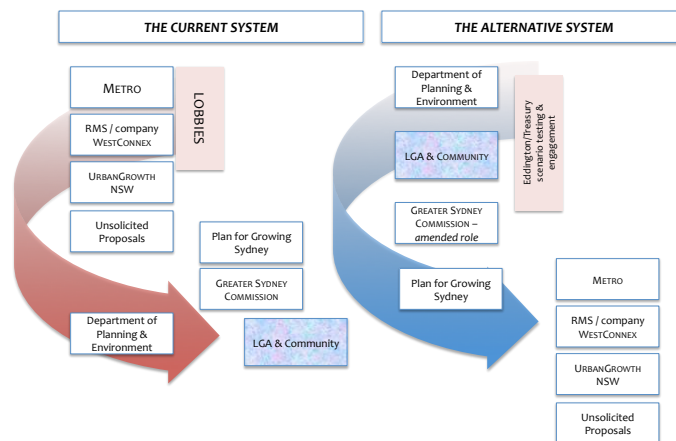 THE CURRENT SYSTEM
METRO
LOBBIES
RMS / company
WESTCONNEX
URBANGROWTH
NSW
Unsolicited
Proposals
Plan for Growing
Sydney
GREATER SYDNEY
COMMISSION
Department of
Planning &
Environment
LGA & Community
THE ALTERNATIVE SYSTEM
Department of
Planning &
Environment
Eddington/Treasury
scenario testing &
engagement
LGA & COMMUNITY
GREATER SYDNEY
COMMISSION –
amended role
Plan for Growing
Sydney
METRO
RMS / company
WESTCONNEX
URBANGROWTH
NSW
Unsolicited
Proposals